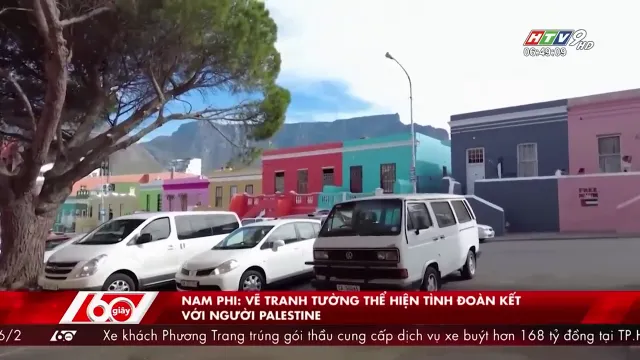 HTV9 HD
06:49:09
FREE
60 giây
NAM PHI: VẼ TRANH TƯỜNG THỂ HIỆN TÌNH ĐOÀN KẾT
VỚI NGƯỜI PALESTINE
6/2 Xe khách Phương Trang trúng gói thầu cung cấp dịch vụ xe buýt hơn 168 tỷ đồng tại TP.H